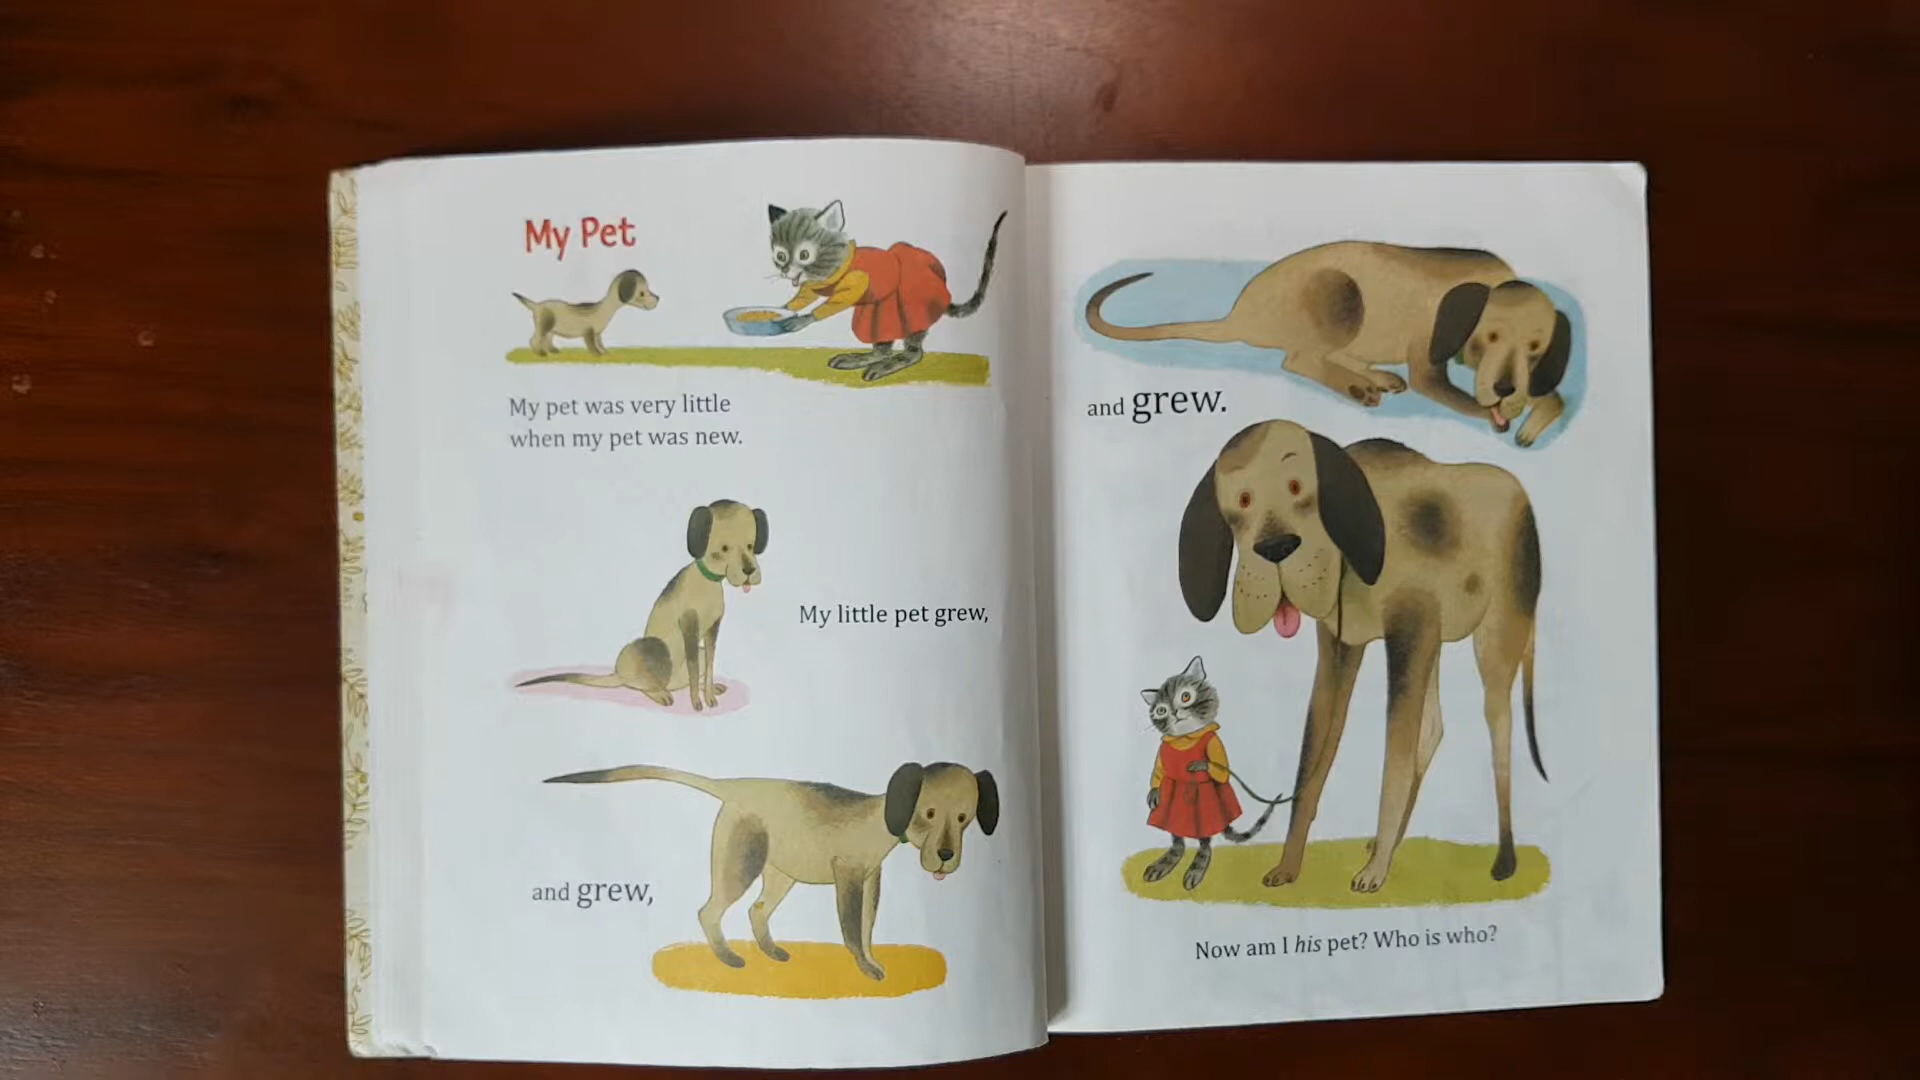 My Pet
My pet was very little
when my pet was new.
My little pet grew,
and grew,
and grew.
Now am I his pet? Who is who?